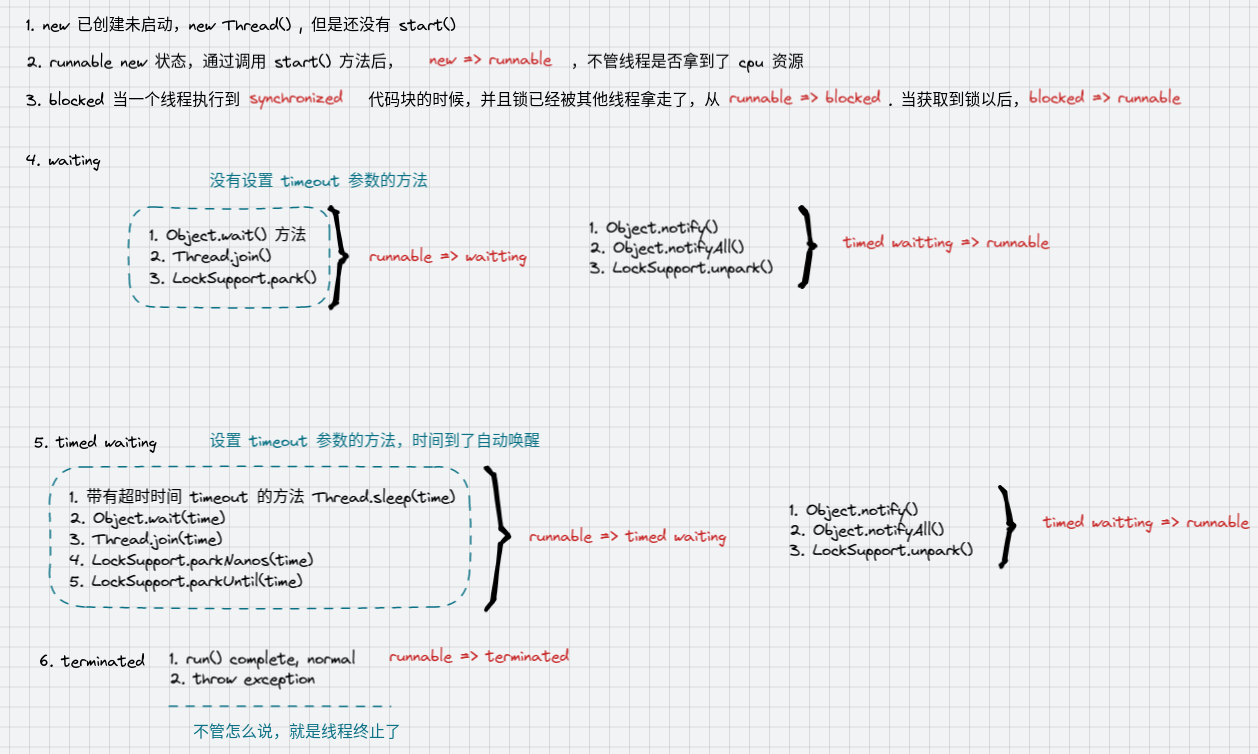 1. new 已创建未启动，new Thread() , 但是还没有 start()
2. runnable new 状态，通过调用 start() 方法后， new => runnable ，不管线程是否拿到了 cpu 资源
3. blocked 当一个线程执行到 synchronized 代码块的时候，并且锁已经被其他线程拿走了，从 runnable => blocked . 当获取到锁以后，blocked => runnable
4. waiting
没有设置 timeout 参数的方法
1. Object.wait() 方法
2. Thread.join()
3. LockSupport.park()
runnable => waitting
1. Object.notify()
2. Object.notifyAll()
3. LockSupport.unpark()
timed waitting => runnable
5. timed waiting
设置 timeout 参数的方法，时间到了自动唤醒
1. 带有超时时间 timeout 的方法 Thread.sleep(time)
2. Object.wait(time)
3. Thread.join(time)
4. LockSupport.parkNanos(time)
5. LockSupport.parkUntil(time)
runnable => timed waiting
1. Object.notify()
2. Object.notifyAll()
3. LockSupport.unpark()
timed waitting => runnable
6. terminated
1. run() complete, normal
2. throw exception
runnable => terminated
不管怎么说，就是线程终止了